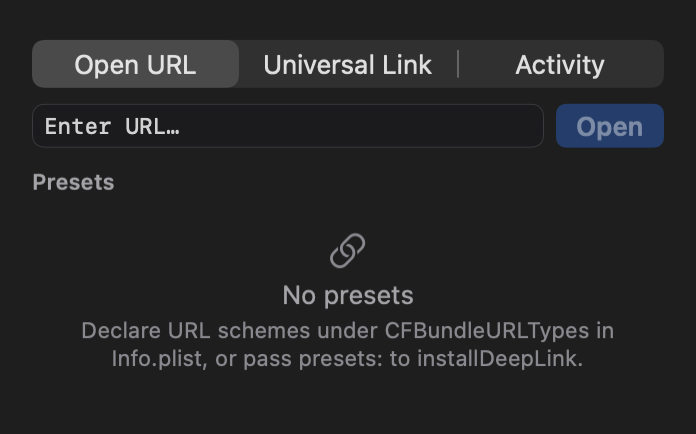 Open URL
Universal Link
Activity
Enter URL…
Open
Presets
No presets
Declare URL schemes under CFBundleURLTypes in
Info.plist, or pass presets: to installDeepLink.